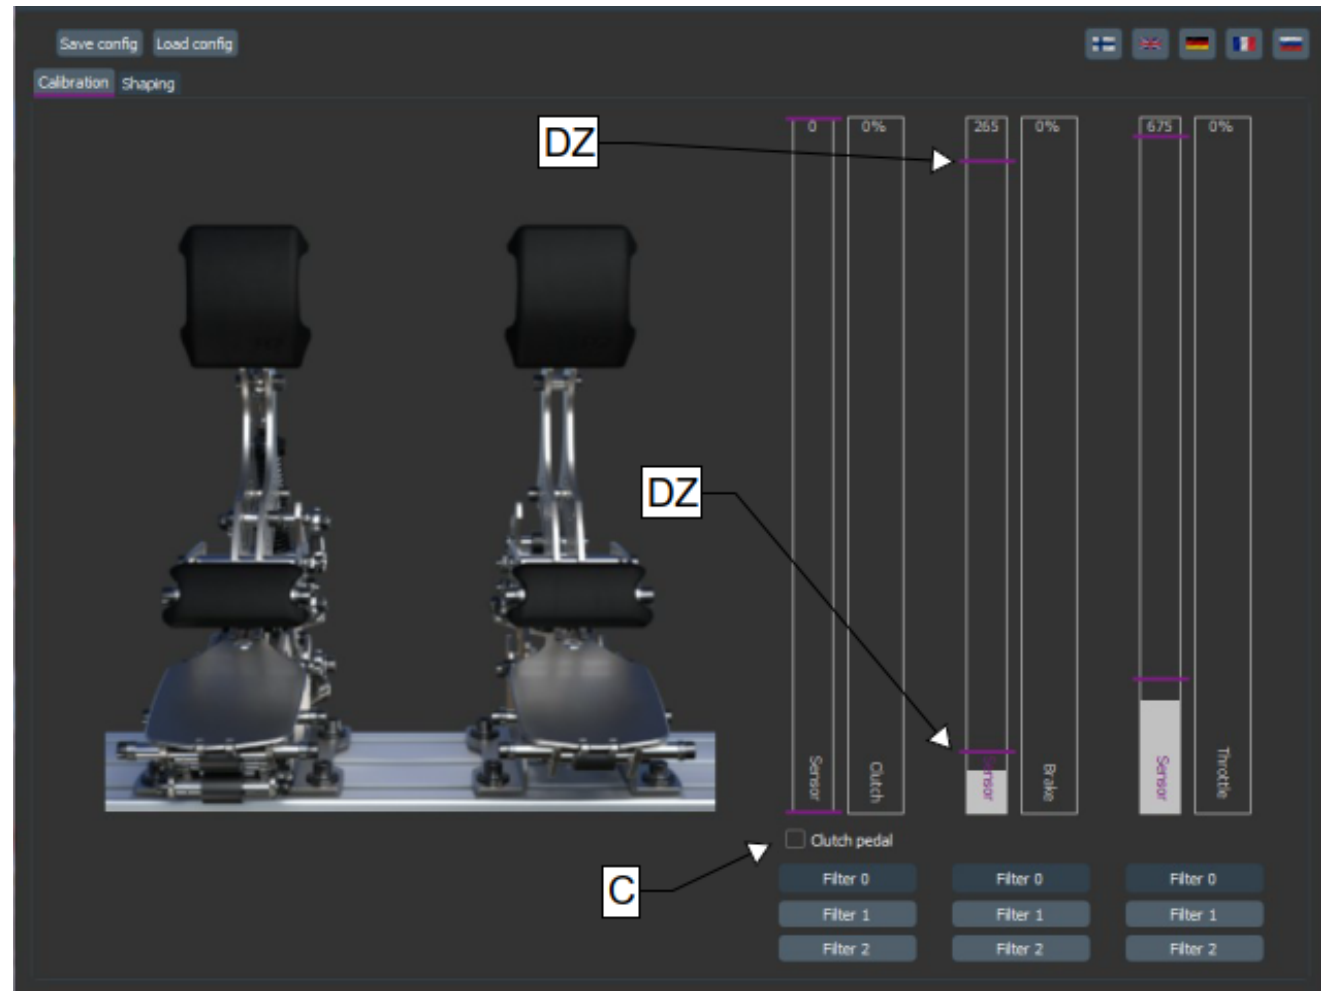 Save config Load config
Calibration Shaping
DZ
0 0% 265 0% 675 0%
DZ
Sensor Clutch Sensor Brake Sensor Throttle
Clutch pedal
C
Filter 0 Filter 0 Filter 0
Filter 1 Filter 1 Filter 1
Filter 2 Filter 2 Filter 2